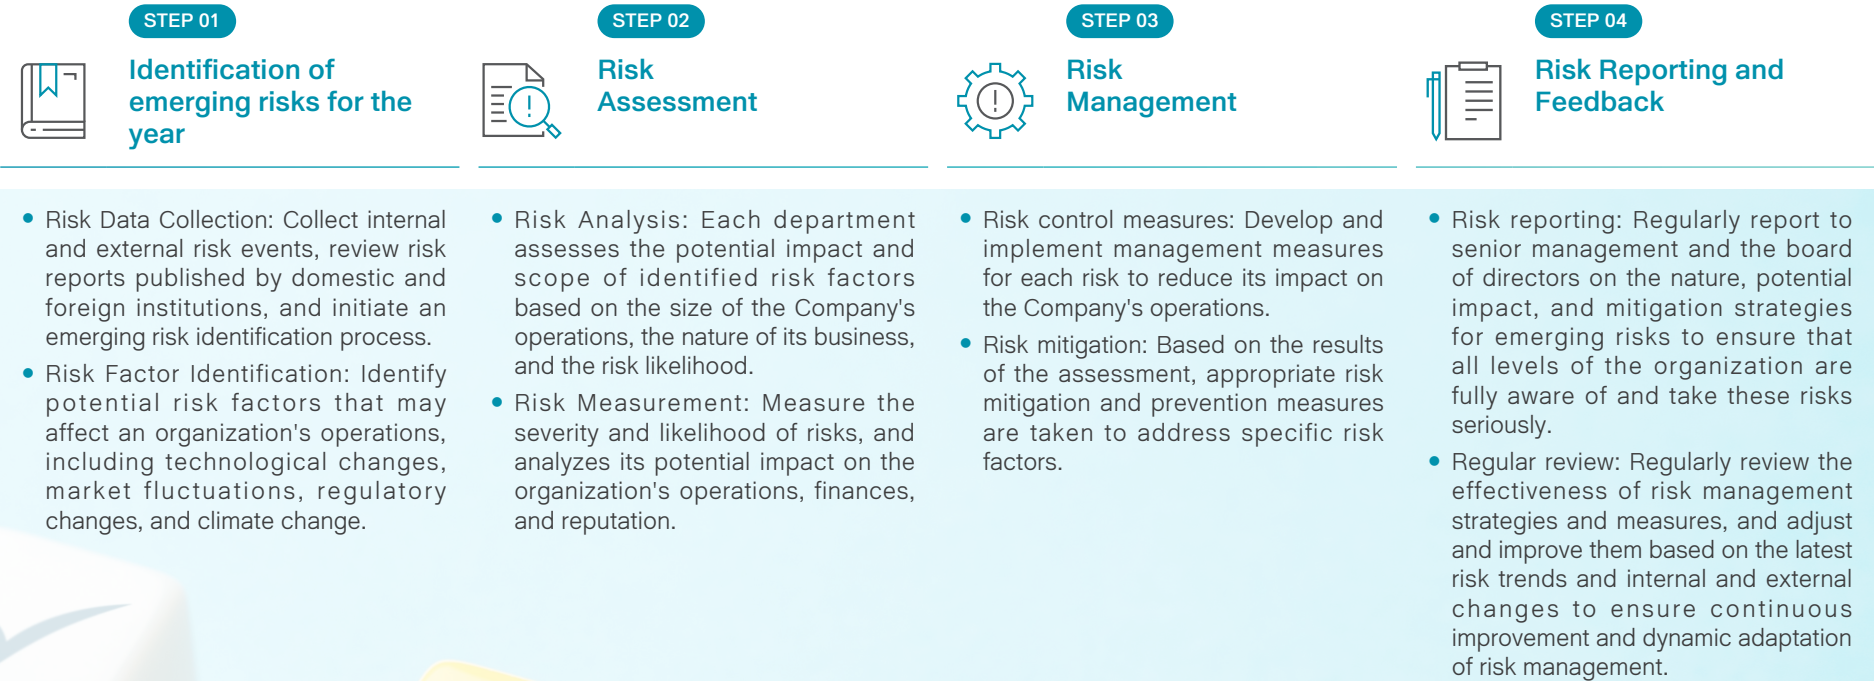 STEP 01
Identification of
emerging risks for the
year
• Risk Data Collection: Collect internal
and external risk events, review risk
reports published by domestic and
foreign institutions, and initiate an
emerging risk identification process.
• Risk Factor Identification: Identify
potential risk factors that may
affect an organization's operations,
including technological changes,
market fluctuations, regulatory
changes, and climate change.
STEP 02
Risk
Assessment
• Risk Analysis: Each department
assesses the potential impact and
scope of identified risk factors
based on the size of the Company's
operations, the nature of its business,
and the risk likelihood.
• Risk Measurement: Measure the
severity and likelihood of risks, and
analyzes its potential impact on the
organization's operations, finances,
and reputation.
STEP 03
Risk
Management
• Risk control measures: Develop and
implement management measures
for each risk to reduce its impact on
the Company's operations.
• Risk mitigation: Based on the results
of the assessment, appropriate risk
mitigation and prevention measures
are taken to address specific risk
factors.
STEP 04
Risk Reporting and
Feedback
• Risk reporting: Regularly report to
senior management and the board
of directors on the nature, potential
impact, and mitigation strategies
for emerging risks to ensure that
all levels of the organization are
fully aware of and take these risks
seriously.
• Regular review: Regularly review the
effectiveness of risk management
strategies and measures, and adjust
and improve them based on the latest
risk trends and internal and external
changes to ensure continuous
improvement and dynamic adaptation
of risk management.